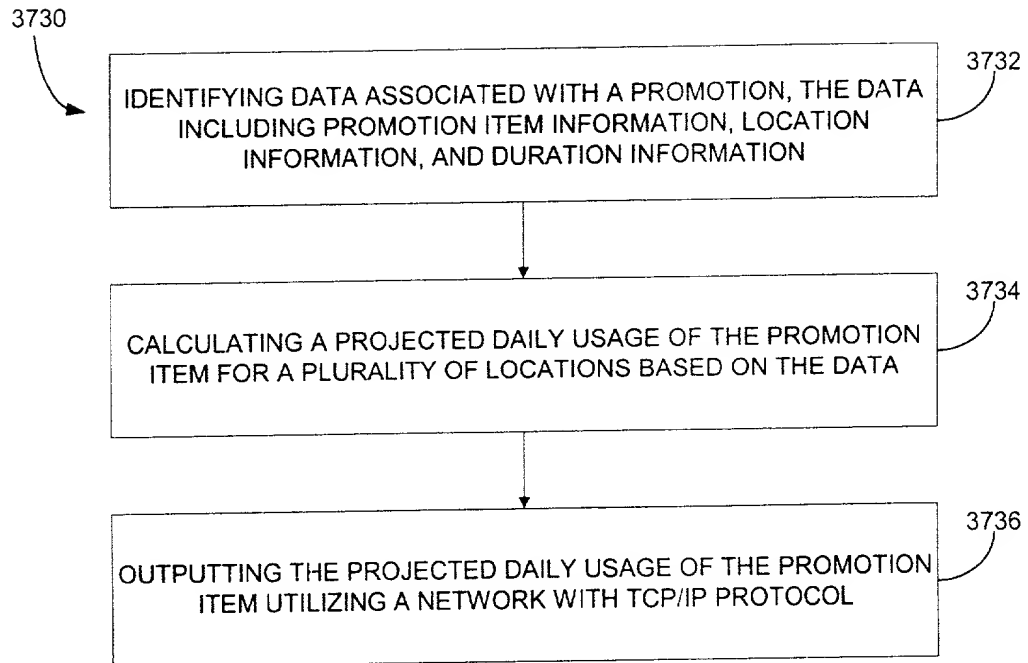 3730
3732
IDENTIFYING DATA ASSOCIATED WITH A PROMOTION, THE DATA
INCLUDING PROMOTION ITEM INFORMATION, LOCATION
INFORMATION, AND DURATION INFORMATION
3734
CALCULATING A PROJECTED DAILY USAGE OF THE PROMOTION
ITEM FOR A PLURALITY OF LOCATIONS BASED ON THE DATA
3736
OUTPUTTING THE PROJECTED DAILY USAGE OF THE PROMOTION
ITEM UTILIZING A NETWORK WITH TCP/IP PROTOCOL